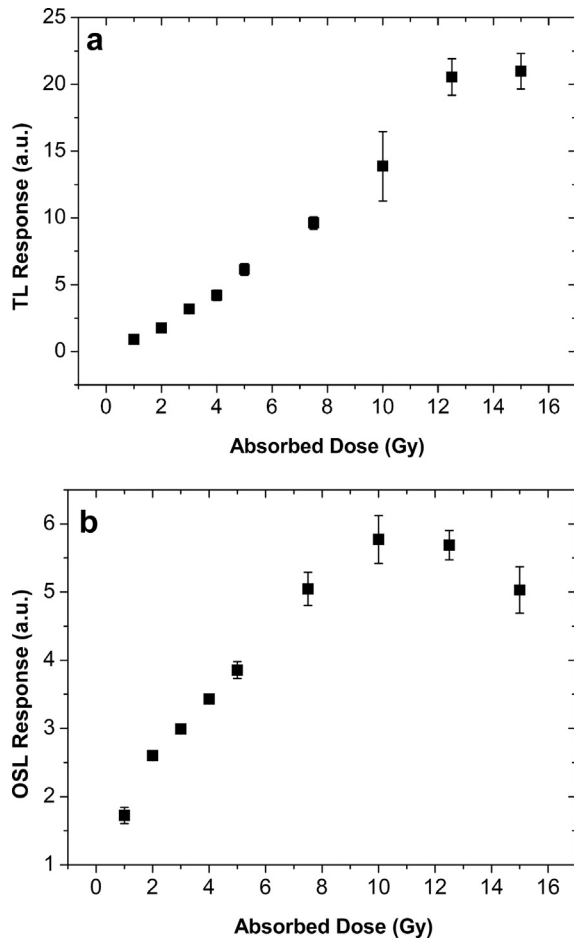 a
25
20
15
10
5
0
TL Response (a.u.)
0 2 4 6 8 10 12 14 16
Absorbed Dose (Gy)
b
6
5
4
3
2
1
OSL Response (a.u.)
0 2 4 6 8 10 12 14 16
Absorbed Dose (Gy)